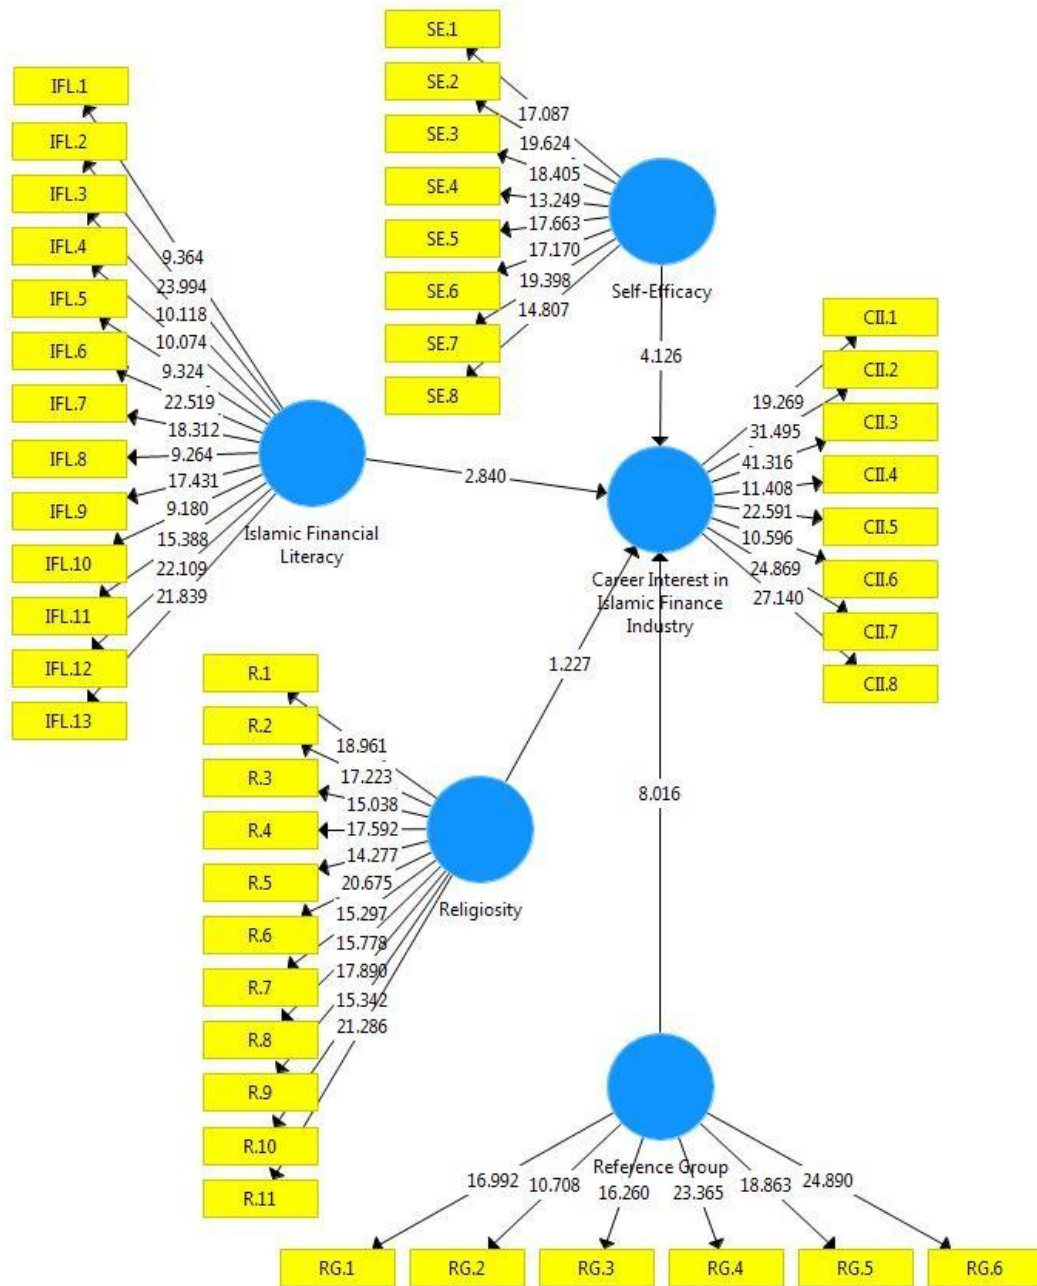 SE.1
SE.2
SE.3
SE.4
SE.5
SE.6
SE.7
SE.8
17.087
19.624
18.405
13.249
17.663
17.170
19.398
14.807
Self-Efficacy
4.126
IFL.1
IFL.2
IFL.3
IFL.4
IFL.5
IFL.6
IFL.7
IFL.8
IFL.9
IFL.10
IFL.11
IFL.12
IFL.13
9.364
23.994
10.118
10.074
9.324
22.519
18.312
9.264
17.431
9.180
15.388
22.109
21.839
Islamic Financial
Literacy
2.840
CII.1
CII.2
CII.3
CII.4
CII.5
CII.6
CII.7
CII.8
19.269
31.495
41.316
11.408
22.591
10.596
24.869
27.140
Career Interest in
Islamic Finance
Industry
1.227
R.1
R.2
R.3
R.4
R.5
R.6
R.7
R.8
R.9
R.10
R.11
18.961
17.223
15.038
17.592
14.277
20.675
15.297
15.778
17.890
15.342
21.286
Religiosity
8.016
Reference Group
16.992
10.708
16.260
23.365
18.863
24.890
RG.1
RG.2
RG.3
RG.4
RG.5
RG.6